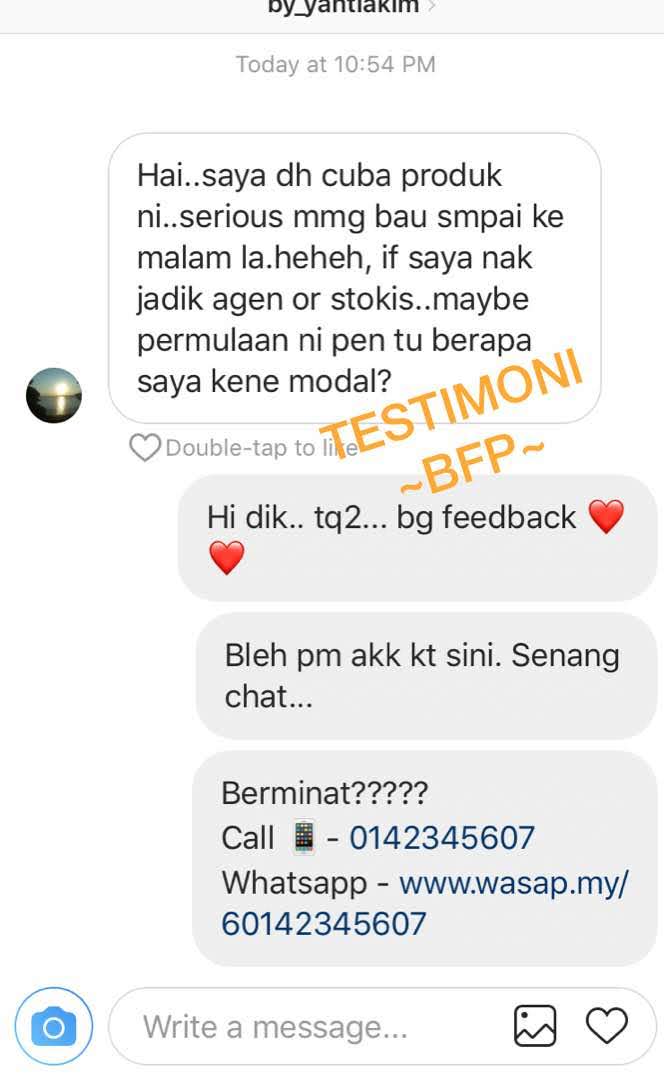 by_yantiakim >
Today at 10:54 PM
Hai..saya dh cuba produk
ni..serious mmg bau smpai ke
malam la.heheh, if saya nak
jadik agen or stokis..maybe
permulaan ni pen tu berapa
saya kene modal?
TESTIMONI
~BFP~
Double-tap to like
Hi dik.. tq2... bg feedback ❤️
❤️
Bleh pm akk kt sini. Senang
chat...
Berminat?????
Call 📱 - 0142345607
Whatsapp - www.wasap.my/
60142345607
Write a message...